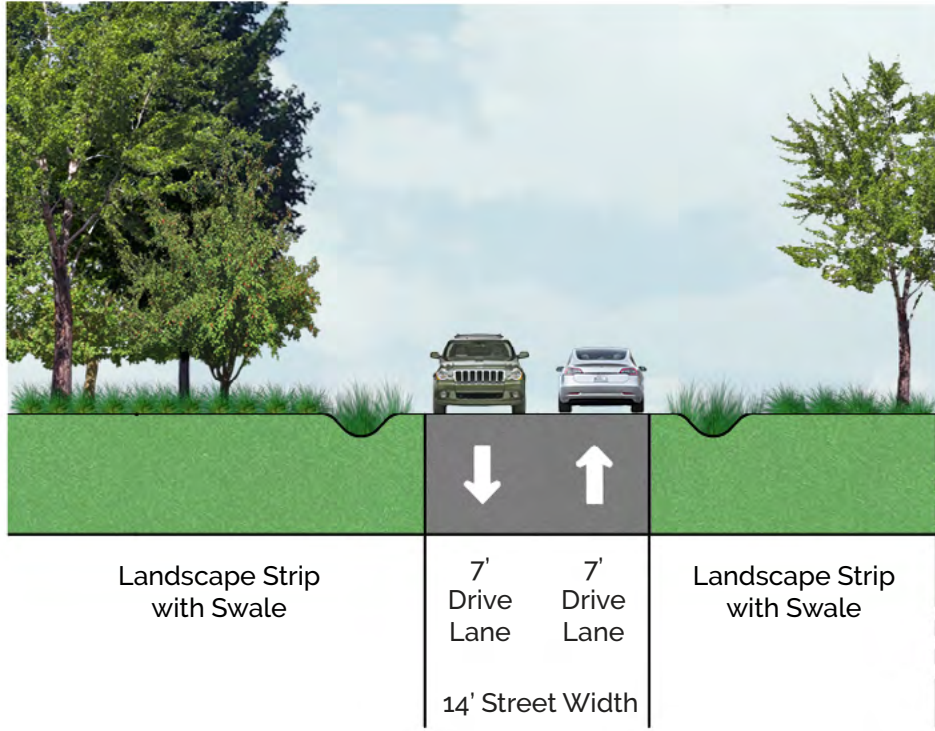 Landscape Strip
with Swale
7’
Drive
Lane
7’
Drive
Lane
Landscape Strip
with Swale
14’ Street Width